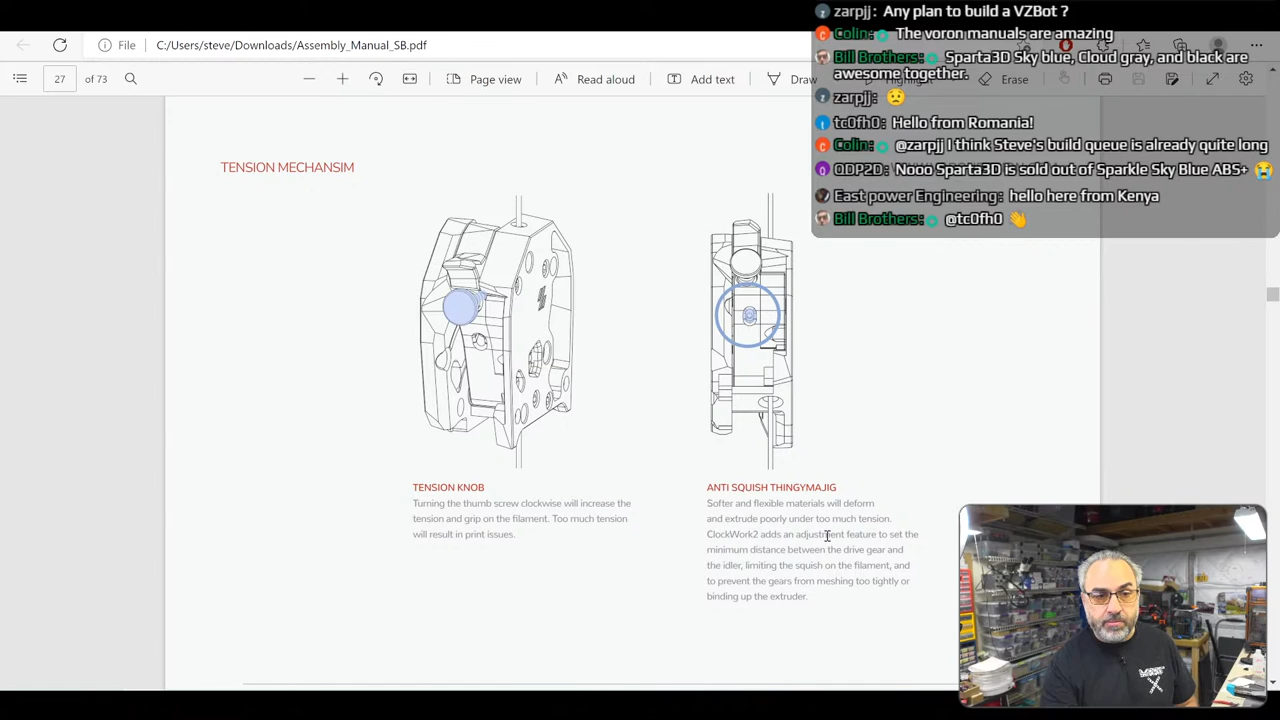 zarpjj: Any plan to build a VZBot ?
File
C:/Users/steve/Downloads/Assembly_Manual_SB.pdf
Colin: The voron manuals are amazing
Bill Brothers: Sparta3D Sky blue, Cloud gray, and black are
awesome together.
27 of 73
Page view
Read aloud
Add text
Draw
Highlight
Erase
zarpjj: 😟
tc0fh0: Hello from Romania!
Colin: @zarpjj I think Steve's build queue is already quite long
QDP2D: Nooo Sparta3D is sold out of Sparkle Sky Blue ABS+ 😭
East power Engineering: hello here from Kenya
Bill Brothers: @tc0fh0 👋
TENSION MECHANSIM
TENSION KNOB
Turning the thumb screw clockwise will increase the
tension and grip on the filament. Too much tension
will result in print issues.
ANTI SQUISH THINGYMAJIG
Softer and flexible materials will deform
and extrude poorly under too much tension.
ClockWork2 adds an adjustment feature to set the
minimum distance between the drive gear and
the idler, limiting the squish on the filament, and
to prevent the gears from meshing too tightly or
binding up the extruder.